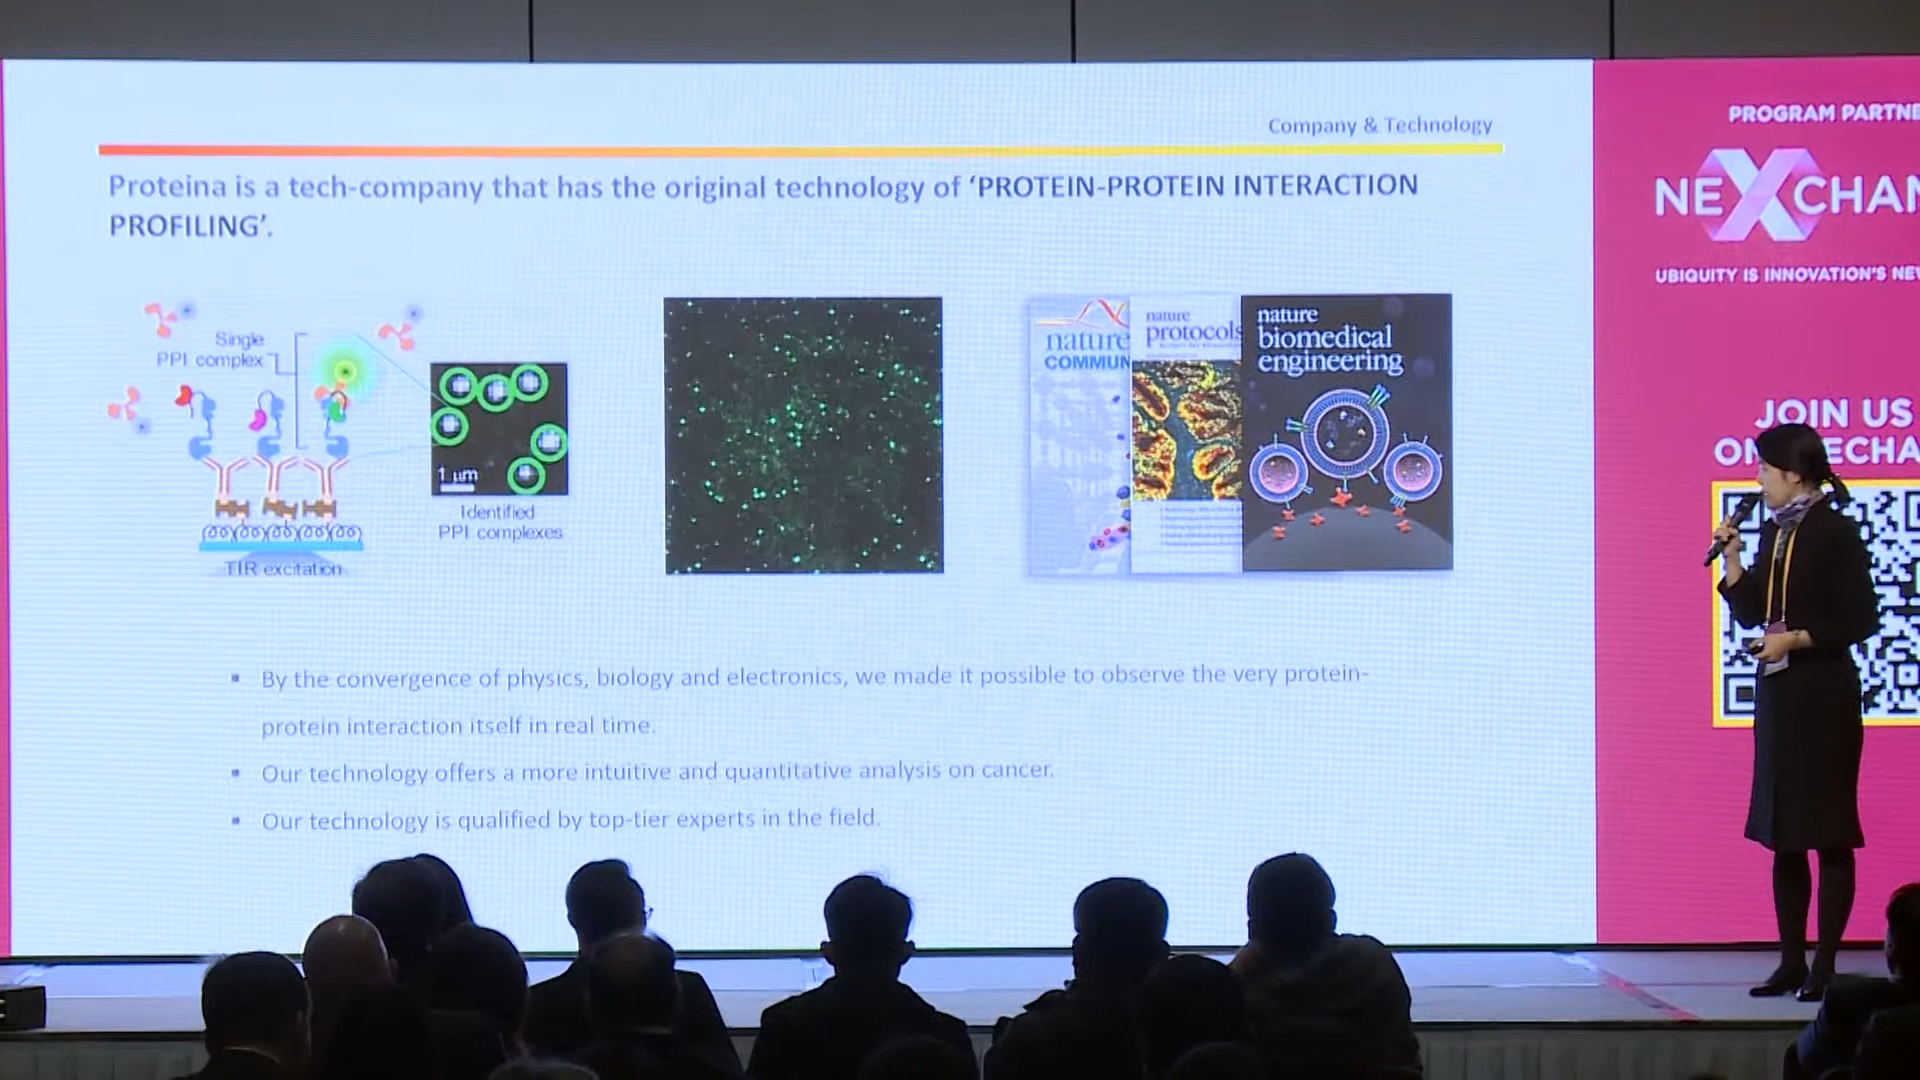 Company & Technology
Proteina is a tech-company that has the original technology of ‘PROTEIN-PROTEIN INTERACTION
PROFILING’.
Single
PPI complex
1 µm
Identified
PPI complexes
TIR excitation
nature
COMMUN
nature
protocols
nature
biomedical
engineering
▪ By the convergence of physics, biology and electronics, we made it possible to observe the very protein-
protein interaction itself in real time.
▪ Our technology offers a more intuitive and quantitative analysis on cancer.
▪ Our technology is qualified by top-tier experts in the field.
PROGRAM PARTNE
NEXCHAN
UBIQUITY IS INNOVATION'S NE
JOIN US
ON ECHA